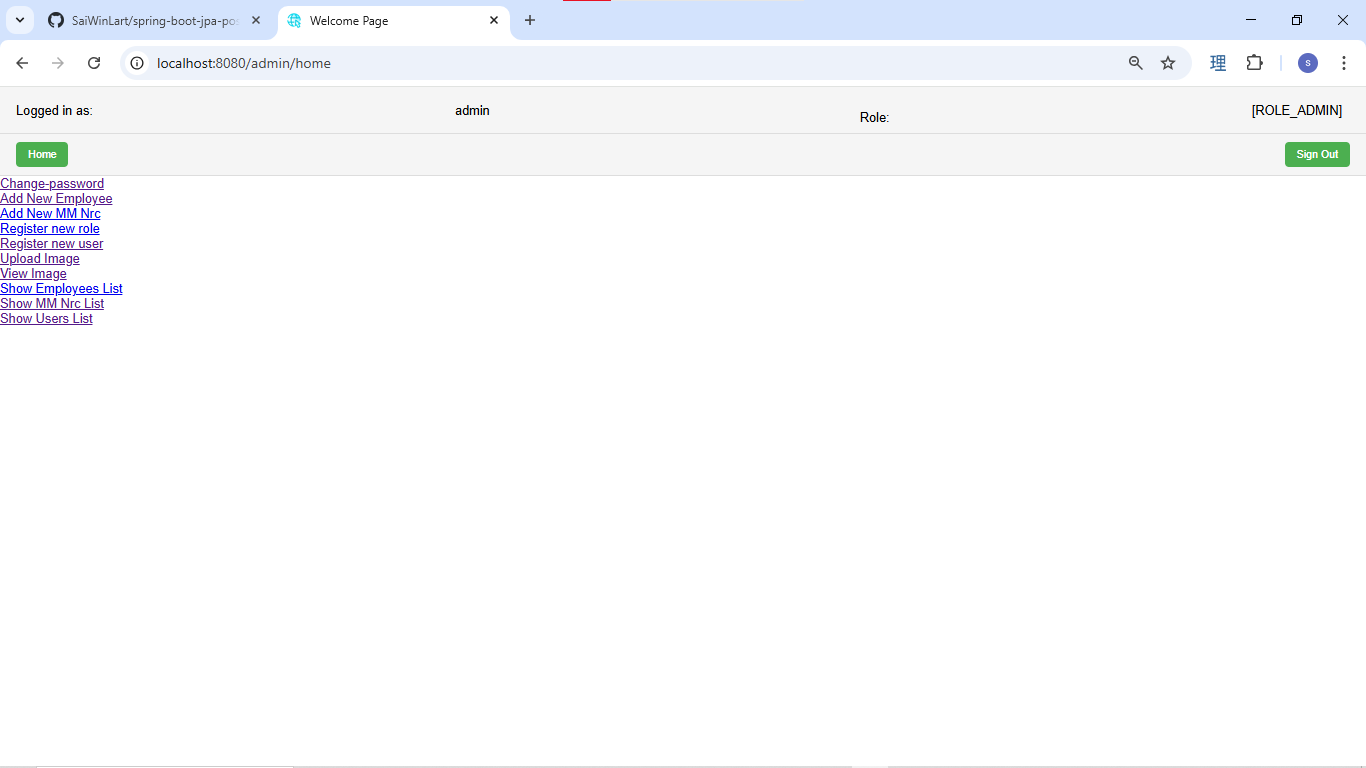 SaiWinLart/spring-boot-jpa-pos
Welcome Page
localhost:8080/admin/home
理
S
Logged in as: admin Role: [ROLE_ADMIN]
Home Sign Out
Change-password
Add New Employee
Add New MM Nrc
Register new role
Register new user
Upload Image
View Image
Show Employees List
Show MM Nrc List
Show Users List